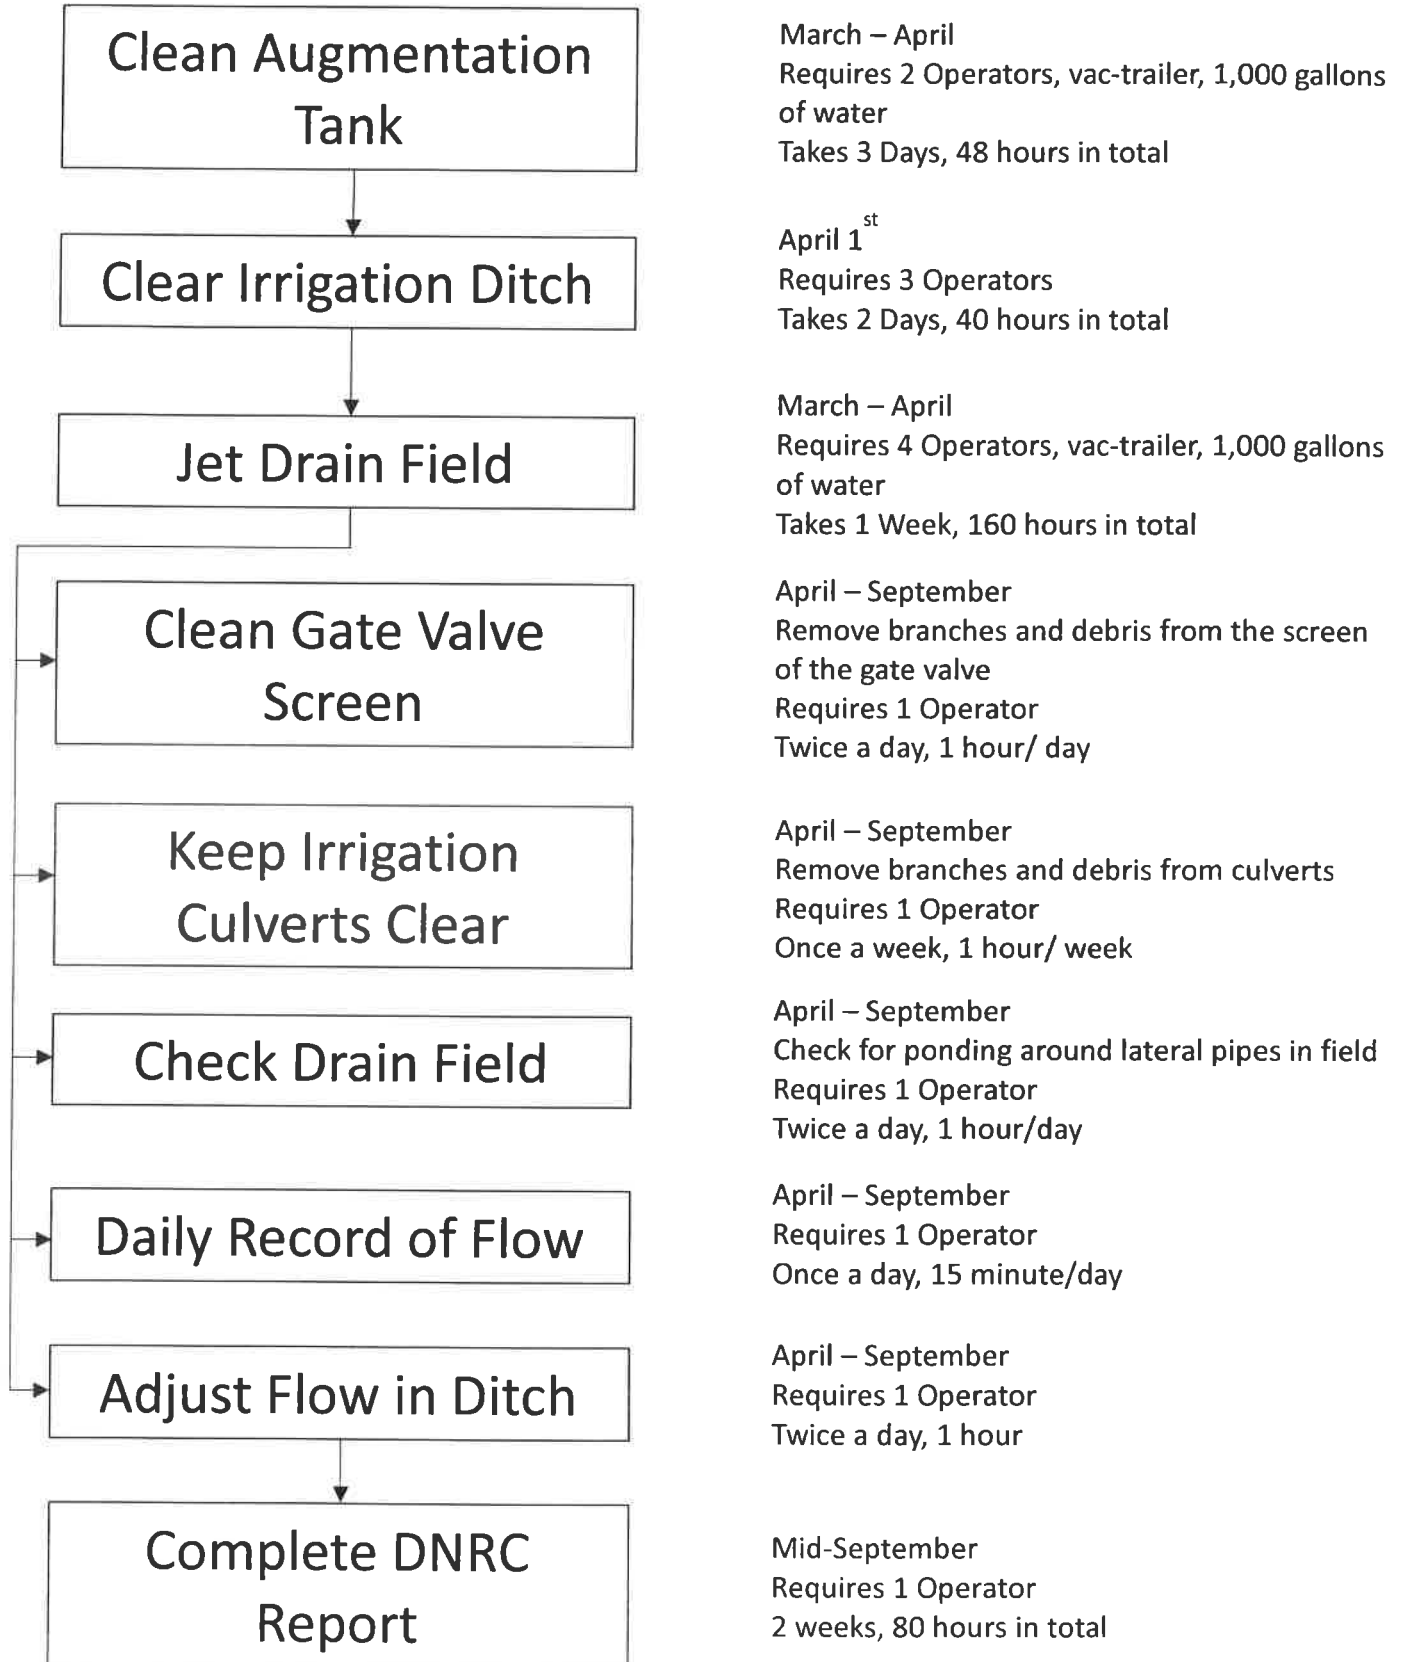 Clean Augmentation
Tank
March – April
Requires 2 Operators, vac-trailer, 1,000 gallons
of water
Takes 3 Days, 48 hours in total
Clear Irrigation Ditch
April 1st
Requires 3 Operators
Takes 2 Days, 40 hours in total
Jet Drain Field
March – April
Requires 4 Operators, vac-trailer, 1,000 gallons
of water
Takes 1 Week, 160 hours in total
Clean Gate Valve
Screen
April – September
Remove branches and debris from the screen
of the gate valve
Requires 1 Operator
Twice a day, 1 hour/ day
Keep Irrigation
Culverts Clear
April – September
Remove branches and debris from culverts
Requires 1 Operator
Once a week, 1 hour/ week
Check Drain Field
April – September
Check for ponding around lateral pipes in field
Requires 1 Operator
Twice a day, 1 hour/day
Daily Record of Flow
April – September
Requires 1 Operator
Once a day, 15 minute/day
Adjust Flow in Ditch
April – September
Requires 1 Operator
Twice a day, 1 hour
Complete DNRC
Report
Mid-September
Requires 1 Operator
2 weeks, 80 hours in total